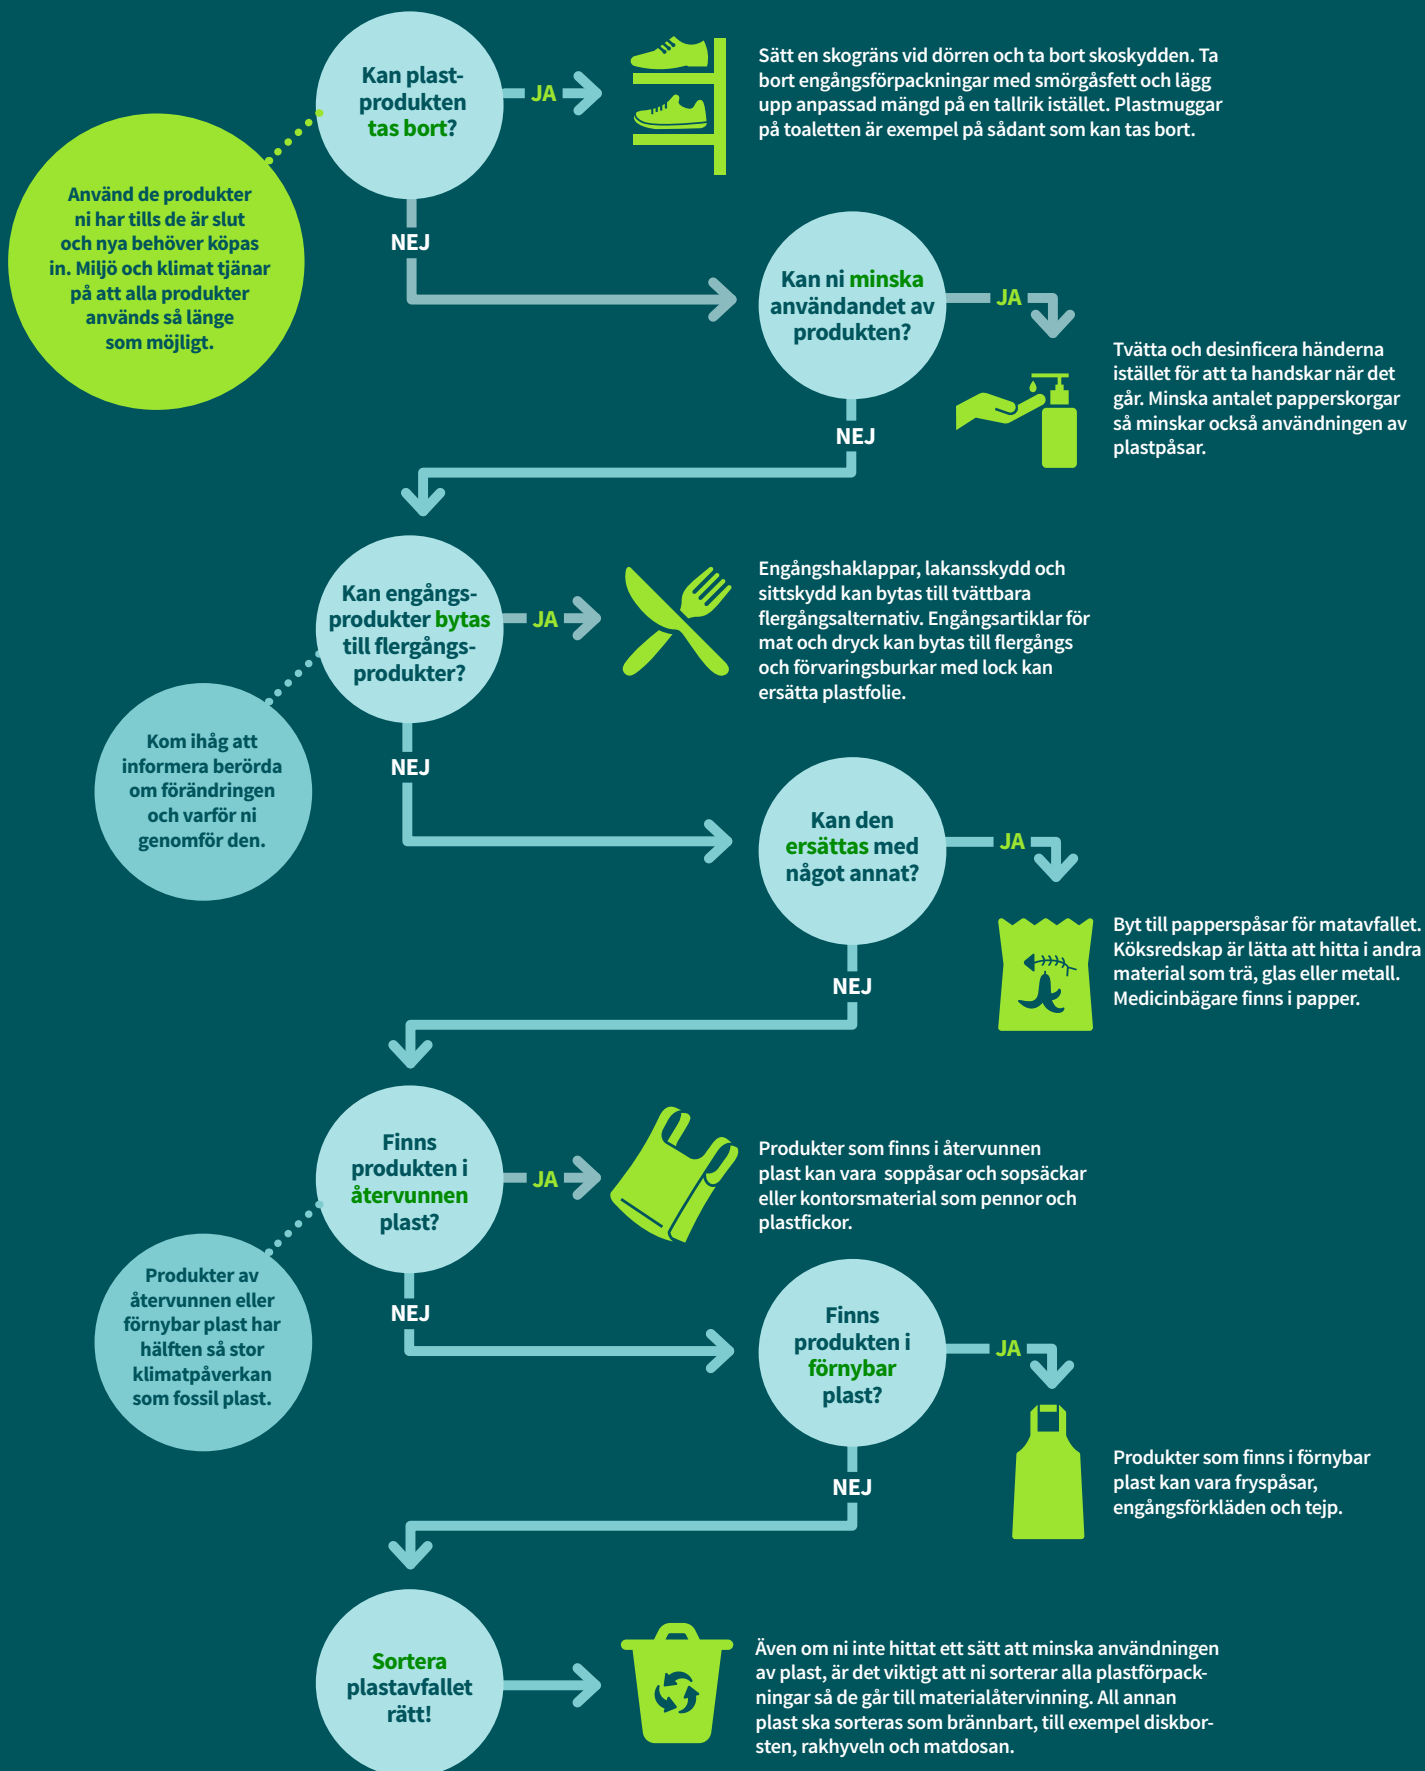 Kan plast-
produkten
tas bort?
JA
Sätt en skogräns vid dörren och ta bort skoskydden. Ta
bort engångsförpackningar med smörgåsfett och lägg
upp anpassad mängd på en tallrik istället. Plastmuggar
på toaletten är exempel på sådant som kan tas bort.
Använd de produkter
ni har tills de är slut
och nya behöver köpas
in. Miljö och klimat tjänar
på att alla produkter
används så länge
som möjligt.
NEJ
Kan ni minska
användandet av
produkten?
JA
Tvätta och desinficera händerna
istället för att ta handskar när det
går. Minska antalet papperskorgar
så minskar också användningen av
plastpåsar.
NEJ
Kan engångs-
produkter bytas
till flergångs-
produkter?
JA
Engångshaklappar, lakansskydd och
sittskydd kan bytas till tvättbara
flergångsalternativ. Engångsartiklar för
mat och dryck kan bytas till flergångs
och förvaringsburkar med lock kan
ersätta plastfolie.
Kom ihåg att
informera berörda
om förändringen
och varför ni
genomför den.
NEJ
Kan den
ersättas med
något annat?
JA
Byt till papperspåsar för matavfallet.
Köksredskap är lätta att hitta i andra
material som trä, glas eller metall.
Medicinbägare finns i papper.
NEJ
Finns
produkten i
återvunnen
plast?
JA
Produkter som finns i återvunnen
plast kan vara  soppåsar och sopsäckar
eller kontorsmaterial som pennor och
plastfickor.
Produkter av
återvunnen eller
förnybar plast har
hälften så stor
klimatpåverkan
som fossil plast.
NEJ
Finns
produkten i
förnybar
plast?
JA
Produkter som finns i förnybar
plast kan vara fryspåsar,
engångsförkläden och tejp.
NEJ
Sortera
plastavfallet
rätt!
Även om ni inte hittat ett sätt att minska användningen
av plast, är det viktigt att ni sorterar alla plastförpack-
ningar så de går till materialåtervinning. All annan
plast ska sorteras som brännbart, till exempel diskbor-
sten, rakhyveln och matdosan.